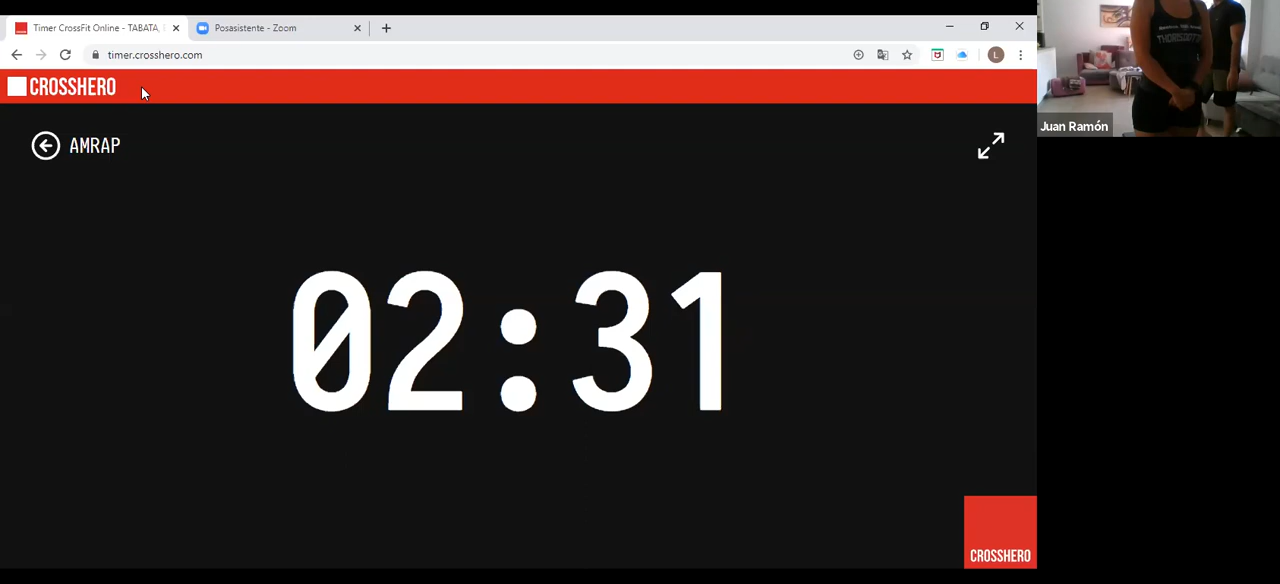 Timer CrossFit Online - TABATA,
Posasistente - Zoom
timer.crosshero.com
CROSSHERO
AMRAP
02:31
CROSSHERO
L
Juan Ramón